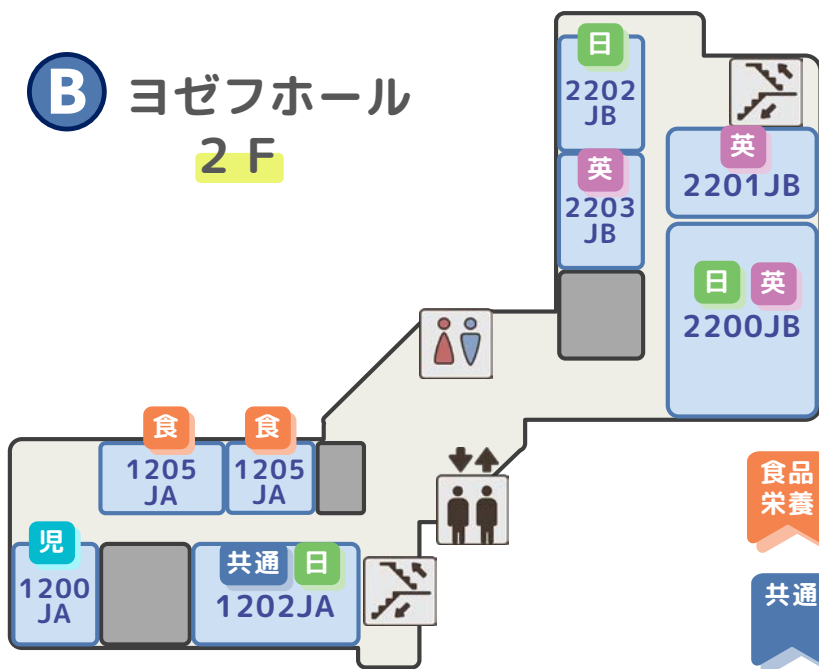 B ヨゼフホール
2F
日
2202
JB
英
2203
JB
英
2201JB
日 英
2200JB
食
1205
JA
食
1205
JA
児
1200
JA
共通 日
1202JA
食品
栄養
共通